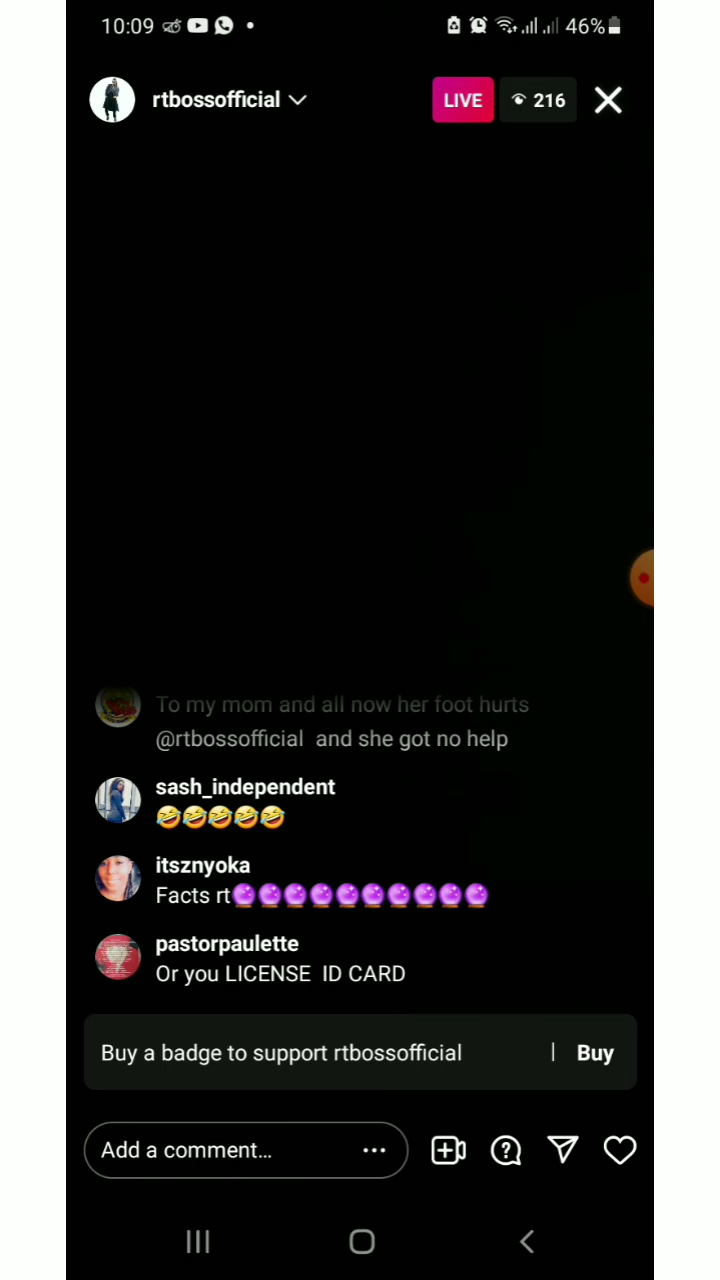 10:09 46%
rtbossofficial LIVE 216
To my mom and all now her foot hurts
@rtbossofficial and she got no help
sash_independent
🤣🤣🤣🤣🤣
itsznyoka
Facts rt🔮🔮🔮🔮🔮🔮🔮🔮🔮🔮
pastorpaulette
Or you LICENSE ID CARD
Buy a badge to support rtbossofficial | Buy
Add a comment...